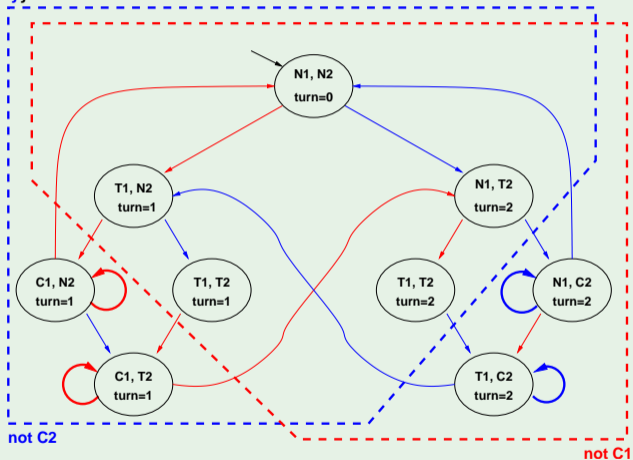 N1, N2
turn=0
T1, N2
turn=1
N1, T2
turn=2
C1, N2
turn=1
T1, T2
turn=1
T1, T2
turn=2
N1, C2
turn=2
C1, T2
turn=1
T1, C2
turn=2
not C2
not C1